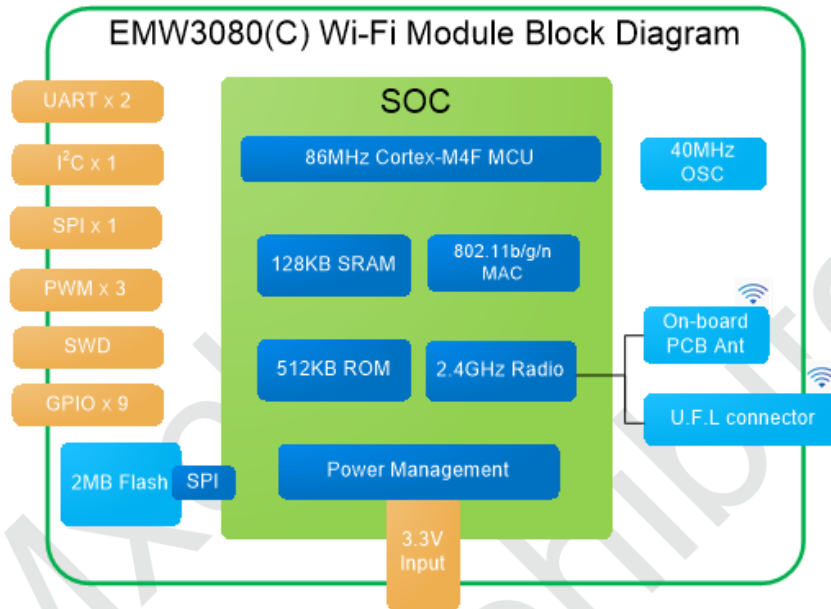 EMW3080(C) Wi-Fi Module Block Diagram
SOC
UART x 2
I²C x 1
SPI x 1
PWM x 3
SWD
GPIO x 9
2MB Flash
SPI
86MHz Cortex-M4F MCU
128KB SRAM
802.11b/g/n
MAC
512KB ROM
2.4GHz Radio
Power Management
3.3V
Input
40MHz
OSC
On-board
PCB Ant
U.F.L connector